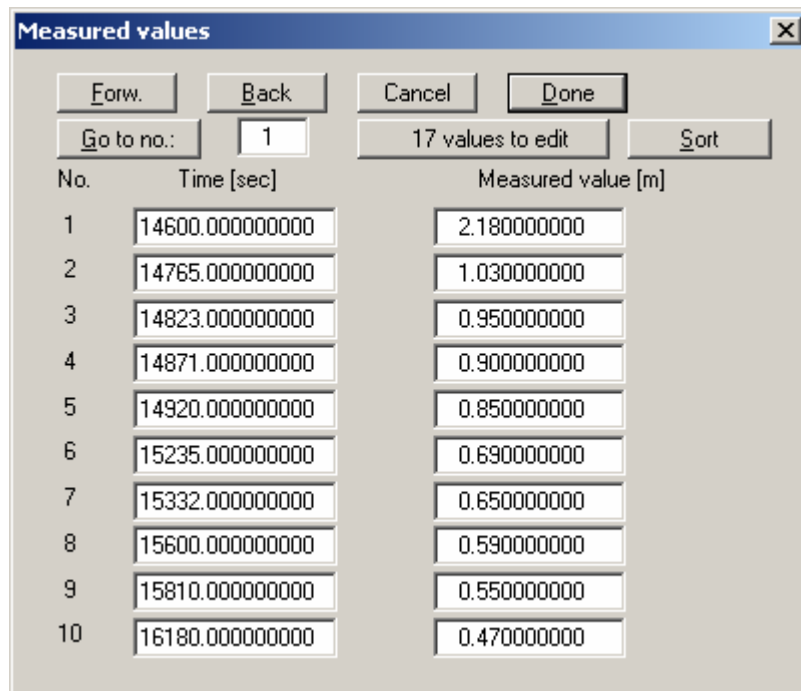 Measured values
Forw. Back Cancel Done
Go to no.: 1 17 values to edit Sort
No. Time [sec] Measured value [m]
1 14600.000000000 2.180000000
2 14765.000000000 1.030000000
3 14823.000000000 0.950000000
4 14871.000000000 0.900000000
5 14920.000000000 0.850000000
6 15235.000000000 0.690000000
7 15332.000000000 0.650000000
8 15600.000000000 0.590000000
9 15810.000000000 0.550000000
10 16180.000000000 0.470000000